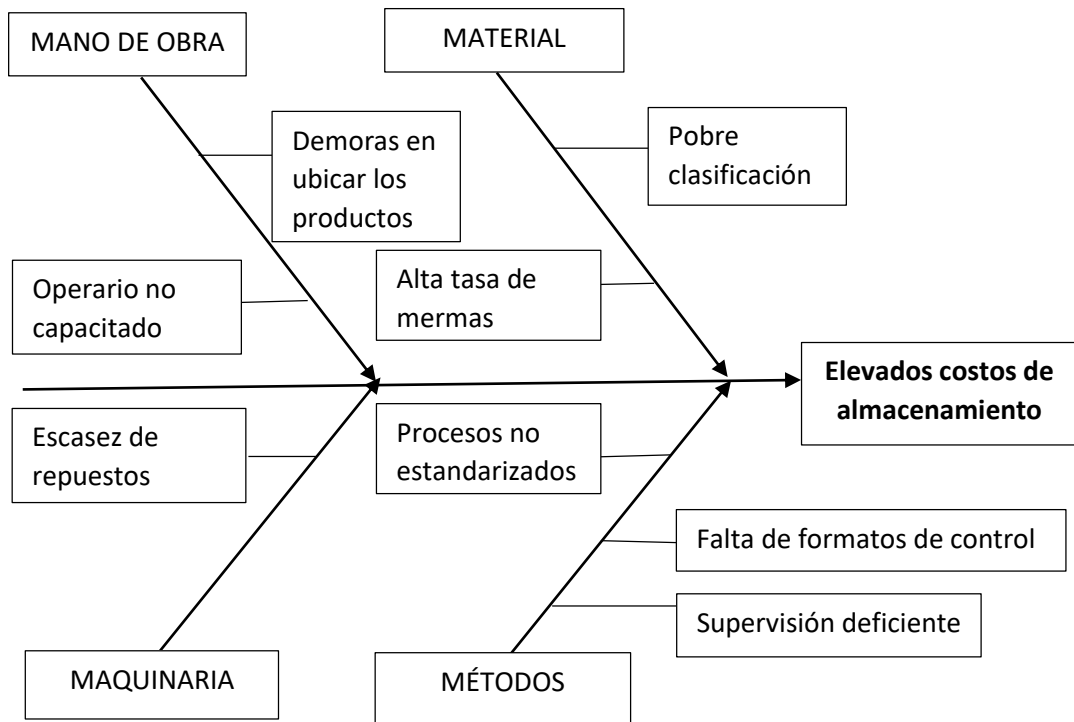 MANO DE OBRA
MATERIAL
Demoras en
ubicar los
productos
Pobre
clasificación
Operario no
capacitado
Alta tasa de
mermas
Elevados costos de
almacenamiento
Escasez de
repuestos
Procesos no
estandarizados
Falta de formatos de control
Supervisión deficiente
MAQUINARIA
MÉTODOS